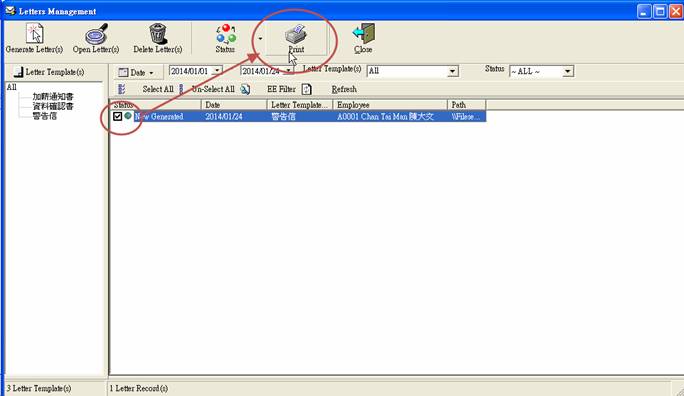 Letters Management
Generate Letter(s) Open Letter(s) Delete Letter(s) Status Print Close
Letter Template(s) Date 2014/01/01 2014/01/24 Letter Template(s) All Status ~ ALL ~
All
加薪通知書
資料確認書
警告信
Select All Un-Select All EE Filter Refresh
Status Date Letter Template... Employee Path
New Generated 2014/01/24 警告信 A0001 Chan Tai Man 陳大文 \\Filese...
3 Letter Template(s) 1 Letter Record(s)